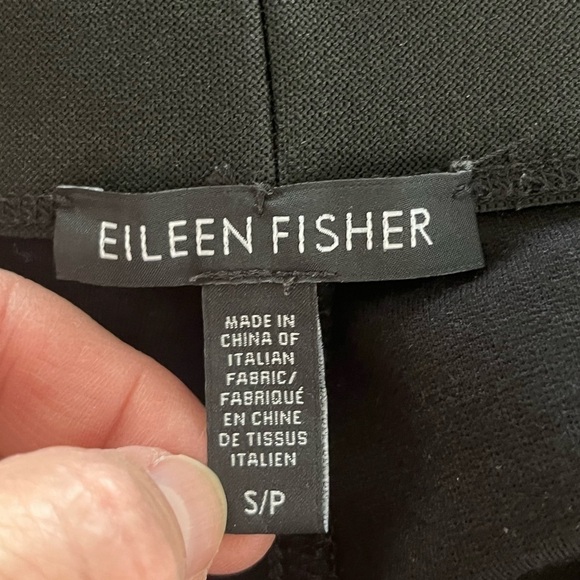 EILEEN FISHER
MADE IN
CHINA OF
ITALIAN
FABRIC/
FABRIQUÉ
EN CHINE
DE TISSUS
ITALIEN
S/P